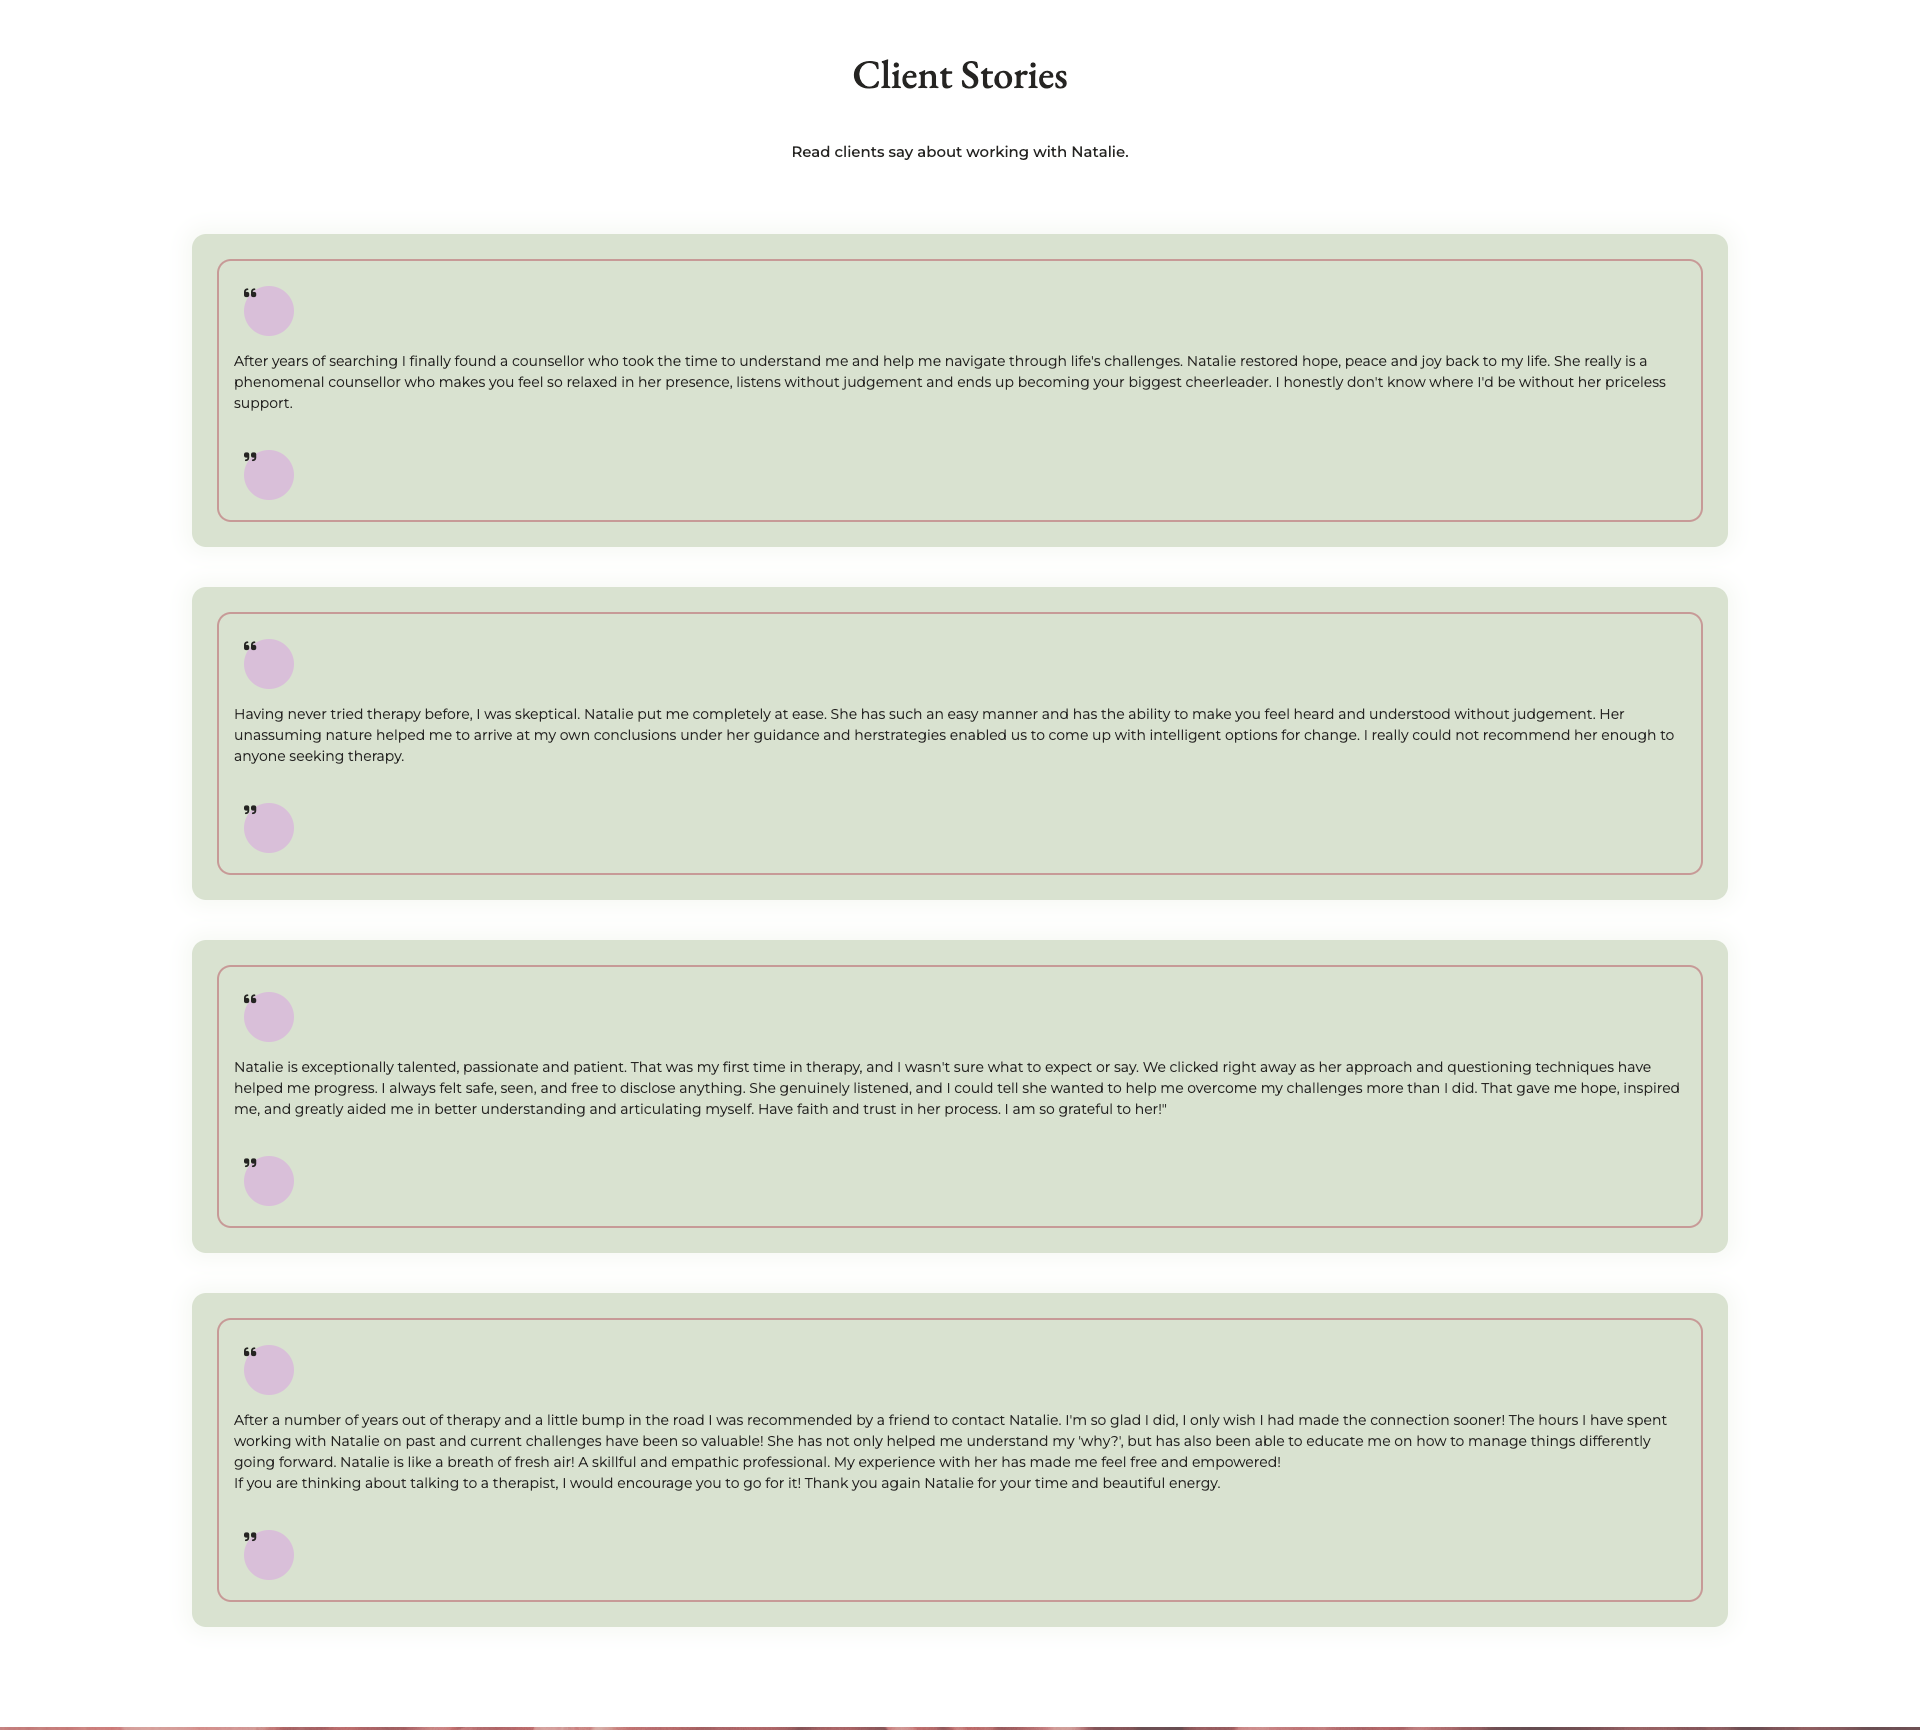 Client Stories
Read clients say about working with Natalie.
❝
After years of searching I finally found a counsellor who took the time to understand me and help me navigate through life's challenges. Natalie restored hope, peace and joy back to my life. She really is a
phenomenal counsellor who makes you feel so relaxed in her presence, listens without judgement and ends up becoming your biggest cheerleader. I honestly don't know where I'd be without her priceless
support.
❞
❝
Having never tried therapy before, I was skeptical. Natalie put me completely at ease. She has such an easy manner and has the ability to make you feel heard and understood without judgement. Her
unassuming nature helped me to arrive at my own conclusions under her guidance and herstrategies enabled us to come up with intelligent options for change. I really could not recommend her enough to
anyone seeking therapy.
❞
❝
Natalie is exceptionally talented, passionate and patient. That was my first time in therapy, and I wasn't sure what to expect or say. We clicked right away as her approach and questioning techniques have
helped me progress. I always felt safe, seen, and free to disclose anything. She genuinely listened, and I could tell she wanted to help me overcome my challenges more than I did. That gave me hope, inspired
me, and greatly aided me in better understanding and articulating myself. Have faith and trust in her process. I am so grateful to her!"
❞
❝
After a number of years out of therapy and a little bump in the road I was recommended by a friend to contact Natalie. I'm so glad I did, I only wish I had made the connection sooner! The hours I have spent
working with Natalie on past and current challenges have been so valuable! She has not only helped me understand my 'why?', but has also been able to educate me on how to manage things differently
going forward. Natalie is like a breath of fresh air! A skillful and empathic professional. My experience with her has made me feel free and empowered!
If you are thinking about talking to a therapist, I would encourage you to go for it! Thank you again Natalie for your time and beautiful energy.
❞